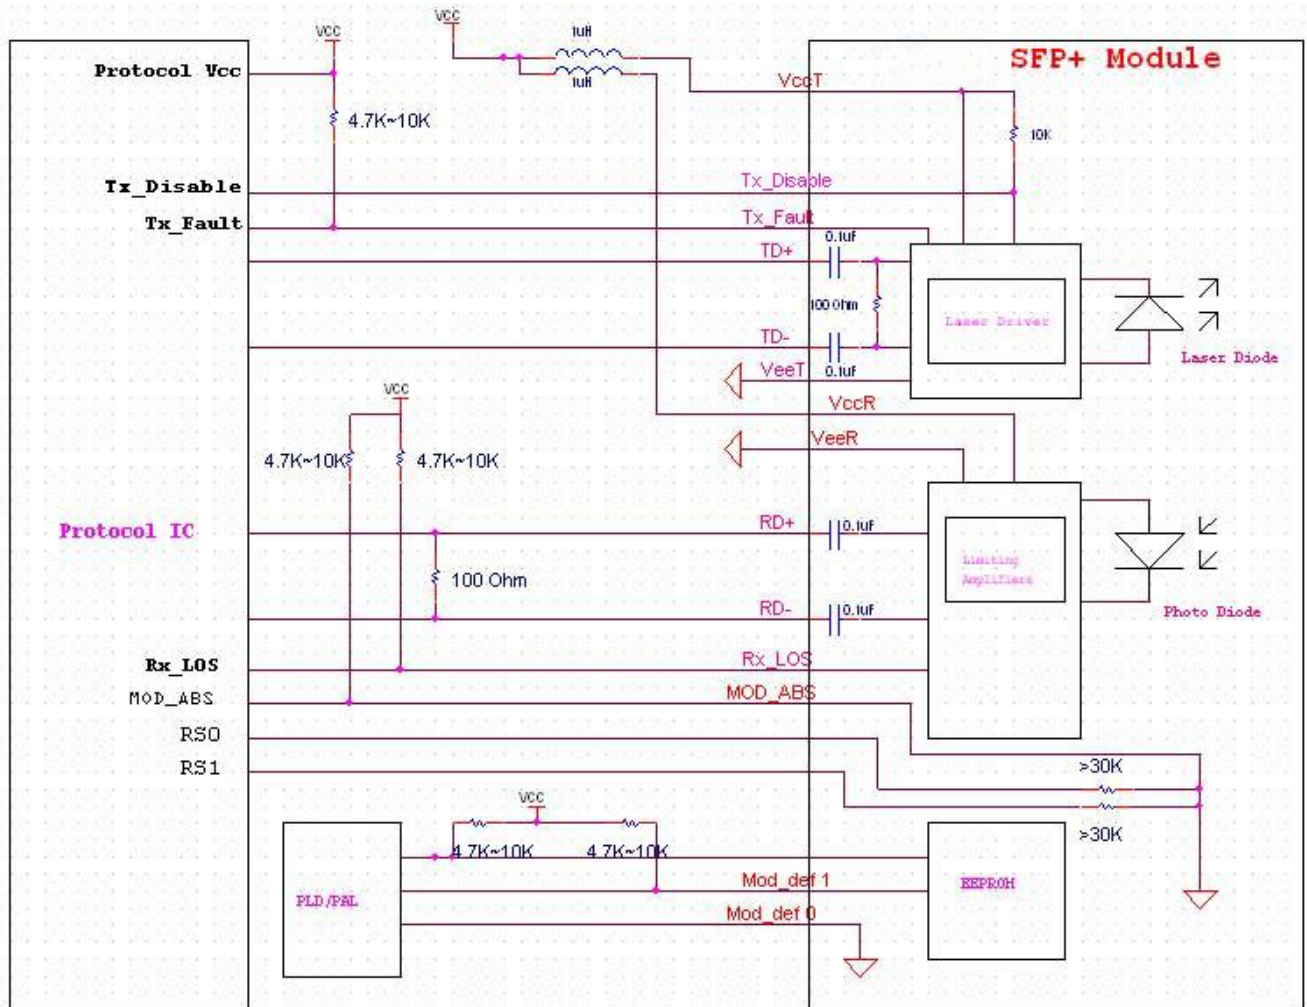 VCC
VCC
1uH
SFP+ Module
Protocol Vcc
1uH
VccT
4.7K~10K
10K
Tx_Disable
Tx_Disable
Tx_Fault
Tx_Fault
0.1uf
TD+
100 Ohm
Laser Driver
TD-
Laser Diode
VeeT
0.1uf
VCC
VccR
VeeR
4.7K~10K
4.7K~10K
Protocol IC
RD+
0.1uf
Limiting
Amplifiers
100 Ohm
RD-
0.1uf
Photo Diode
Rx_LOS
Rx_LOS
MOD_ABS
MOD_ABS
RS0
RS1
>30K
VCC
>30K
4.7K~10K
4.7K~10K
Mod_def 1
EEPROM
PLD/PAL
Mod_def 0